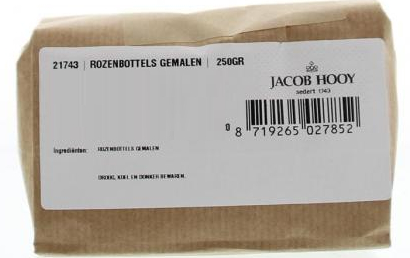 21743 | ROZENBOTTELS GEMALEN | 250GR
JACOB HOOY
sedert 1743
0 8 719265 027852
Ingrediënten: ROZENBOTTELS GEMALEN
DROOG, KOEL EN DONKER BEWAREN.